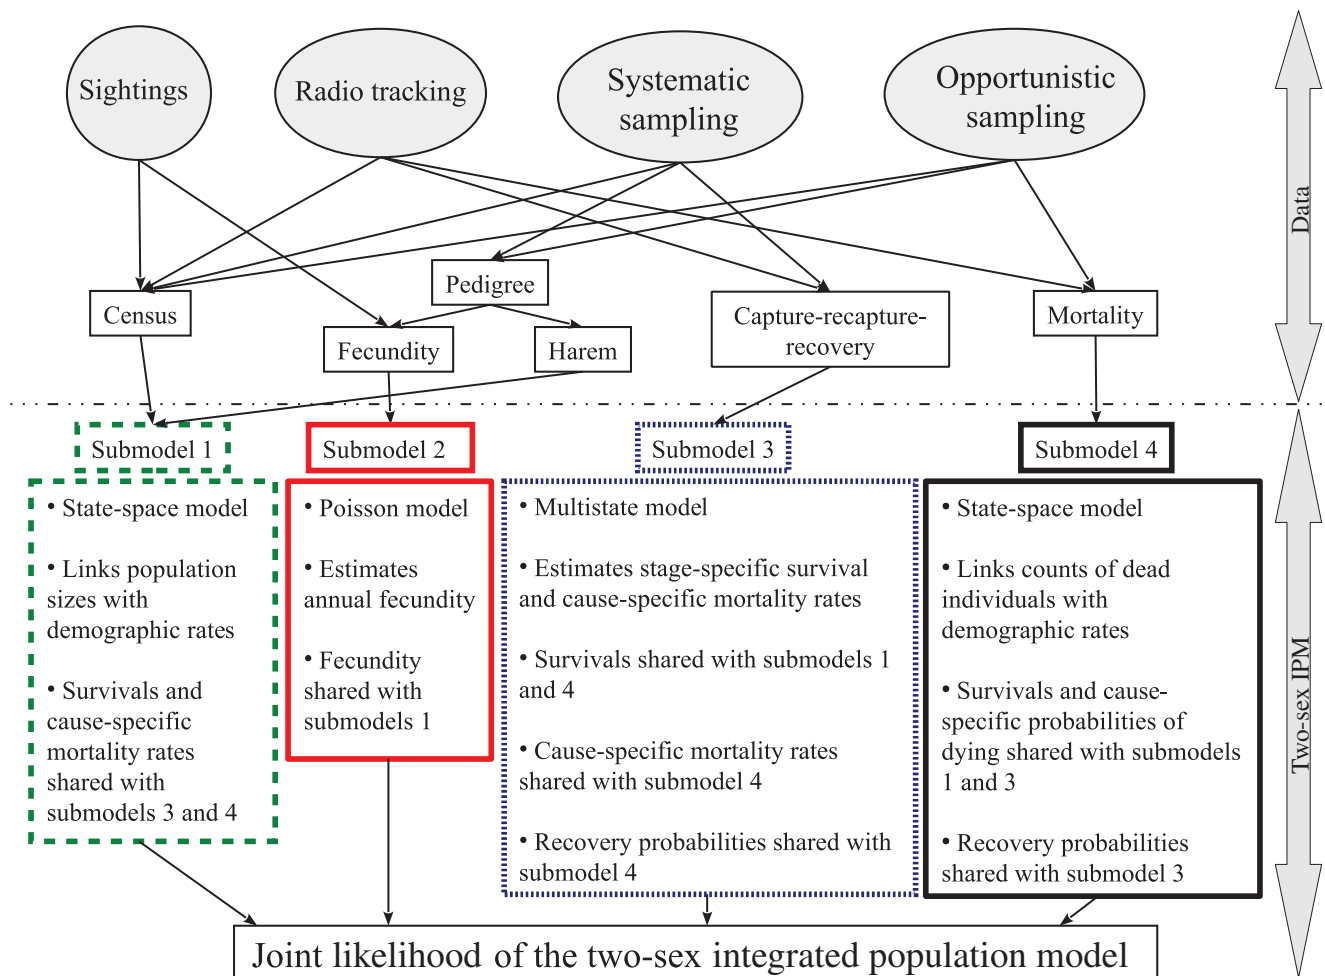 Sightings
Radio tracking
Systematic
sampling
Opportunistic
sampling
Data
Pedigree
Census
Fecundity
Harem
Capture-recapture-
recovery
Mortality
Submodel 1
Submodel 2
Submodel 3
Submodel 4
• State-space model
• Links population
sizes with
demographic rates
• Survivals and
cause-specific
mortality rates
shared with
submodels 3 and 4
• Poisson model
• Estimates
annual fecundity
• Fecundity
shared with
submodels 1
• Multistate model
• Estimates stage-specific survival
and cause-specific mortality rates
• Survivals shared with submodels 1
and 4
• Cause-specific mortality rates
shared with submodel 4
• Recovery probabilities shared with
submodel 4
• State-space model
• Links counts of dead
individuals with
demographic rates
• Survivals and cause-
specific probabilities of
dying shared with submodels
1 and 3
• Recovery probabilities
shared with submodel 3
Two-sex IPM
Joint likelihood of the two-sex integrated population model